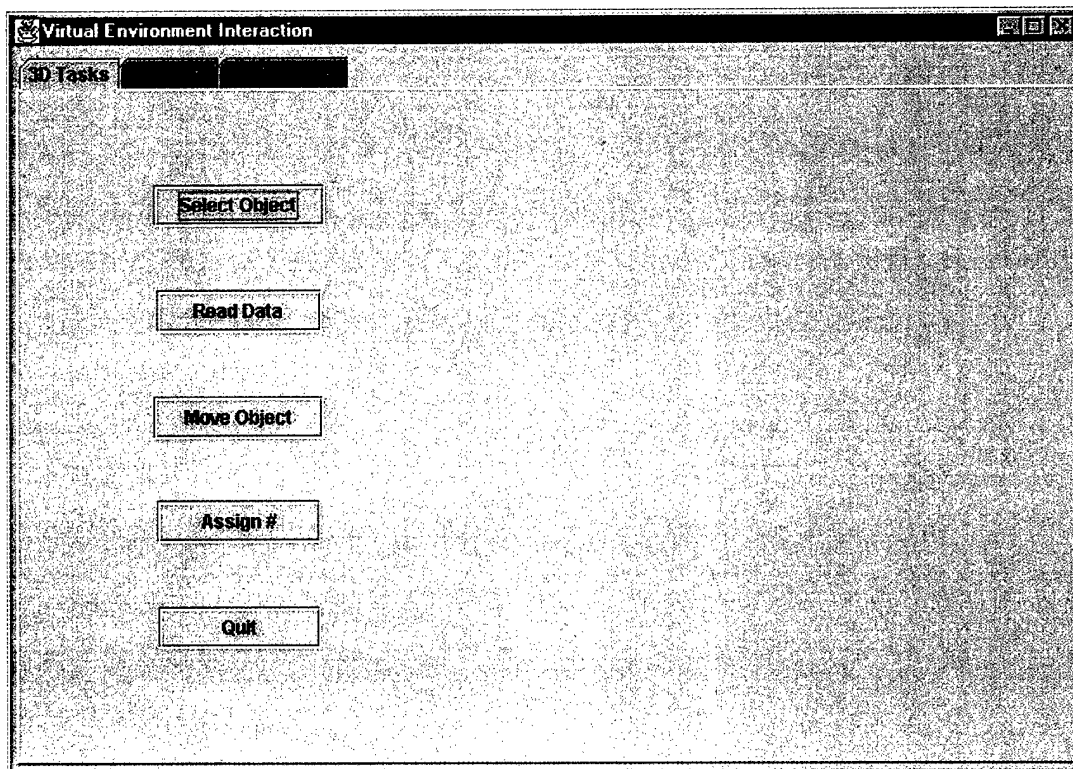 Virtual Environment Interaction
3D Tasks
Select Object
Read Data
Move Object
Assign #
Quit